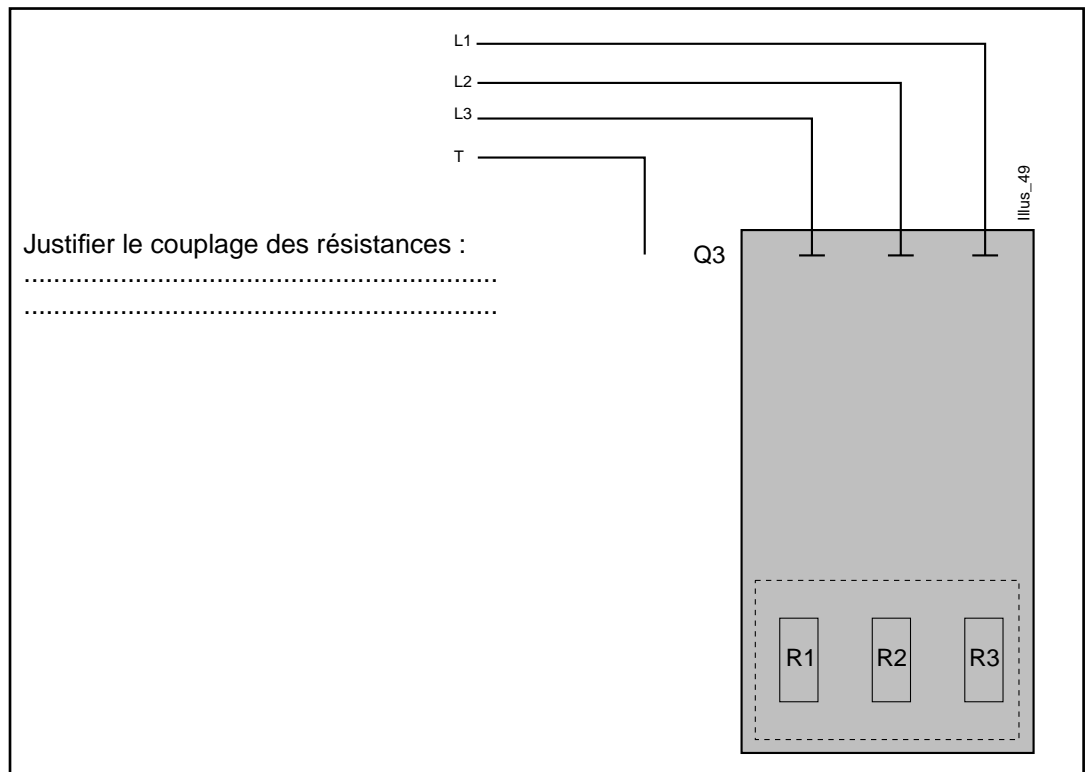 L1
L2
L3
T
Illus_49
Justifier le couplage des résistances :
Q3
...............................................................
...............................................................
R1 R2 R3